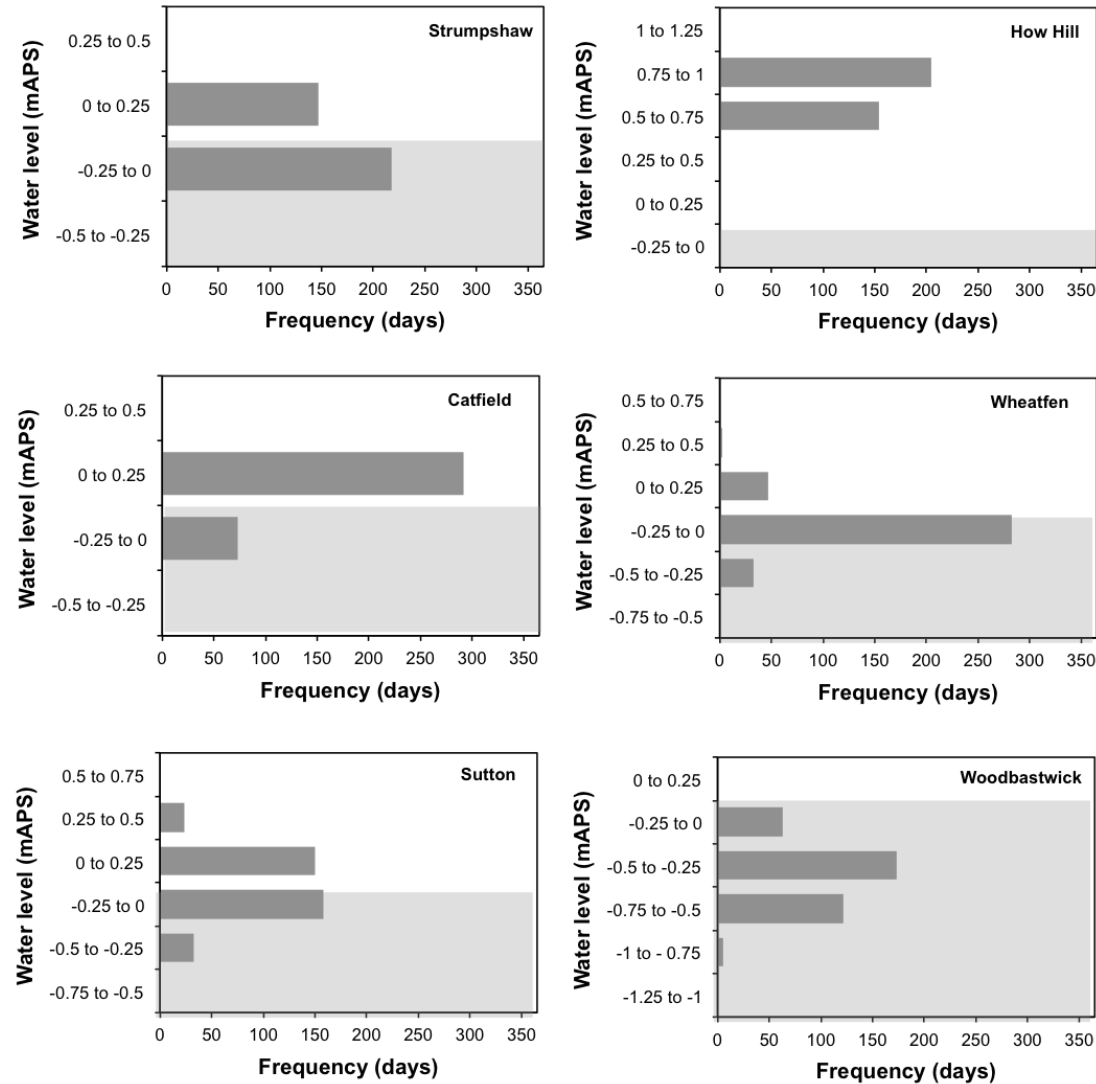 Strumpshaw
Water level (mAPS)
0.25 to 0.5
0 to 0.25
-0.25 to 0
-0.5 to -0.25
0 50 100 150 200 250 300 350
Frequency (days)
How Hill
Water level (mAPS)
1 to 1.25
0.75 to 1
0.5 to 0.75
0.25 to 0.5
0 to 0.25
-0.25 to 0
0 50 100 150 200 250 300 350
Frequency (days)
Catfield
Water level (mAPS)
0.25 to 0.5
0 to 0.25
-0.25 to 0
-0.5 to -0.25
0 50 100 150 200 250 300 350
Frequency (days)
Wheatfen
Water level (mAPS)
0.5 to 0.75
0.25 to 0.5
0 to 0.25
-0.25 to 0
-0.5 to -0.25
-0.75 to -0.5
0 50 100 150 200 250 300 350
Frequency (days)
Sutton
Water level (mAPS)
0.5 to 0.75
0.25 to 0.5
0 to 0.25
-0.25 to 0
-0.5 to -0.25
-0.75 to -0.5
0 50 100 150 200 250 300 350
Frequency (days)
Woodbastwick
Water level (mAPS)
0 to 0.25
-0.25 to 0
-0.5 to -0.25
-0.75 to -0.5
-1 to - 0.75
-1.25 to -1
0 50 100 150 200 250 300 350
Frequency (days)